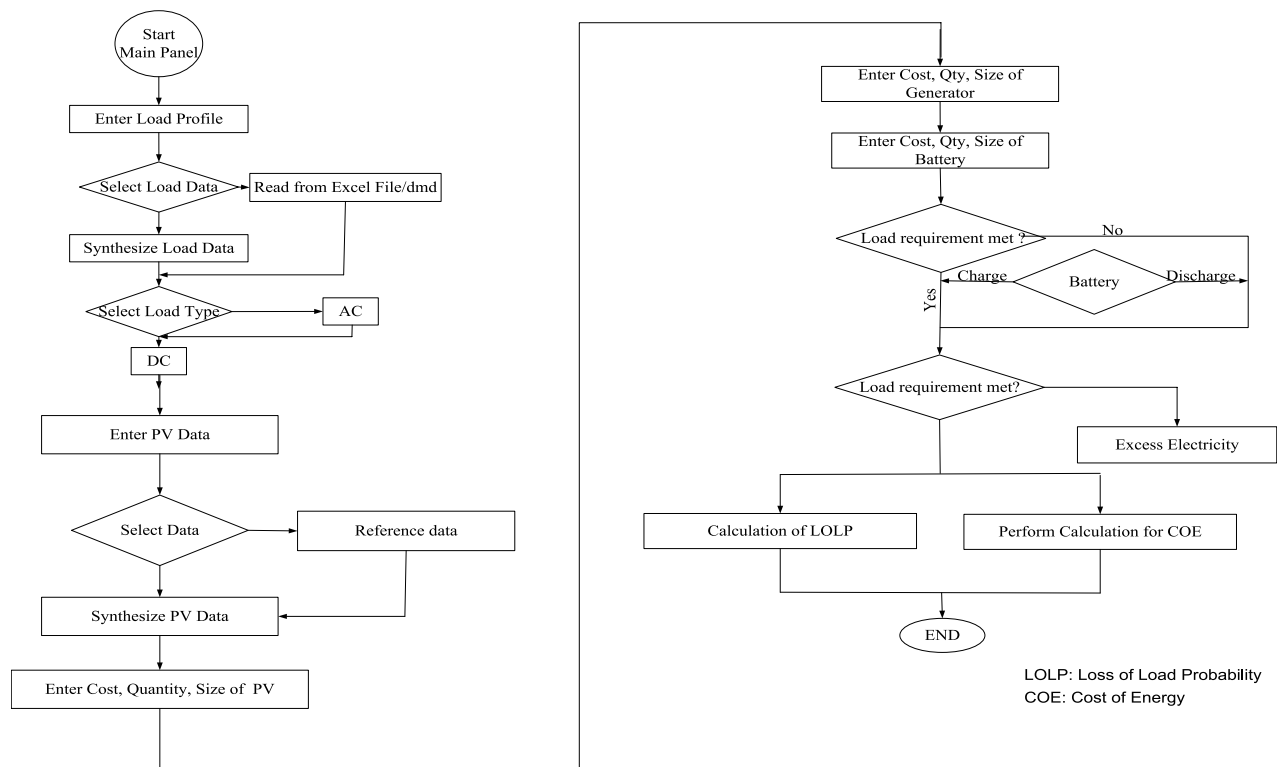 Start
Main Panel
Enter Load Profile
Select Load Data
Read from Excel File/dmd
Synthesize Load Data
Select Load Type
AC
DC
Enter PV Data
Select Data
Reference data
Synthesize PV Data
Enter Cost, Quantity, Size of PV
Enter Cost, Qty, Size of
Generator
Enter Cost, Qty, Size of
Battery
Load requirement met ?
No
Charge
Battery
Discharge
Yes
Load requirement met?
Excess Electricity
Calculation of LOLP
Perform Calculation for COE
END
LOLP: Loss of Load Probability
COE: Cost of Energy